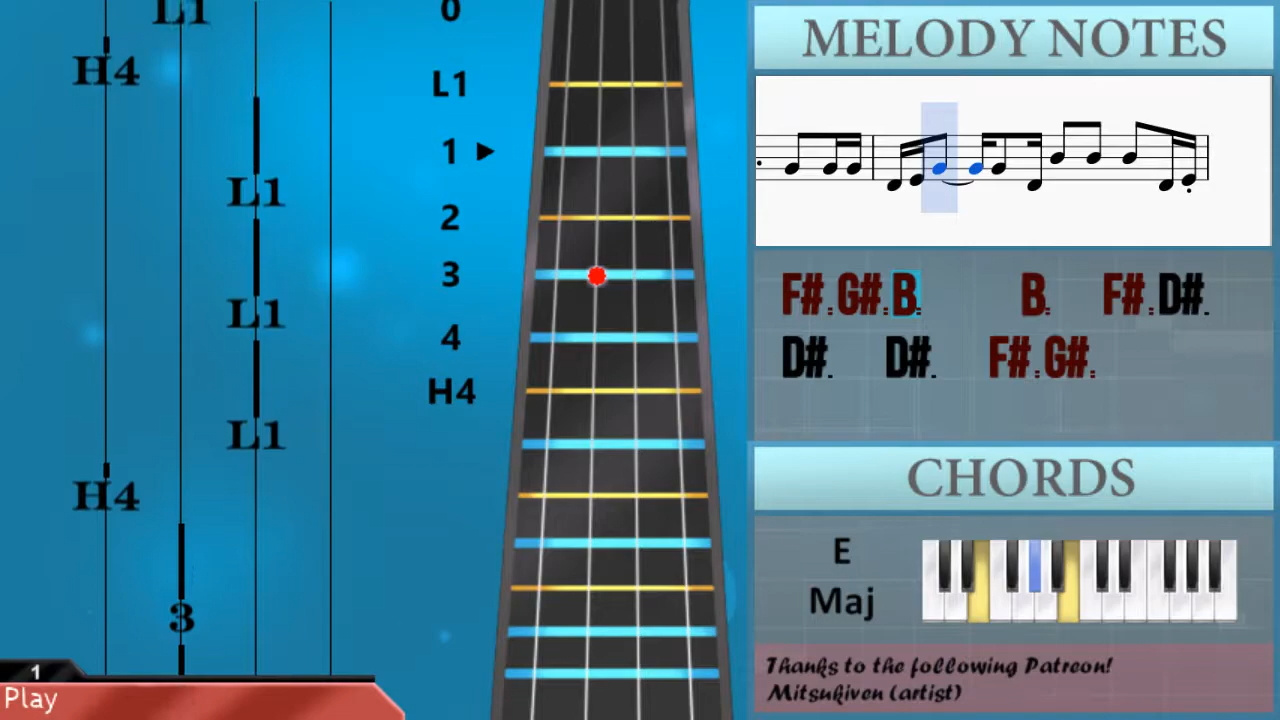 L1
H4
L1
L1
L1
H4
3
1
Play
0
L1
1
2
3
4
H4
MELODY NOTES
F#. G#. B. B. F#. D#.
D#. D#. F#. G#.
CHORDS
E
Maj
Thanks to the following Patreon!
Mitsukiven (artist)